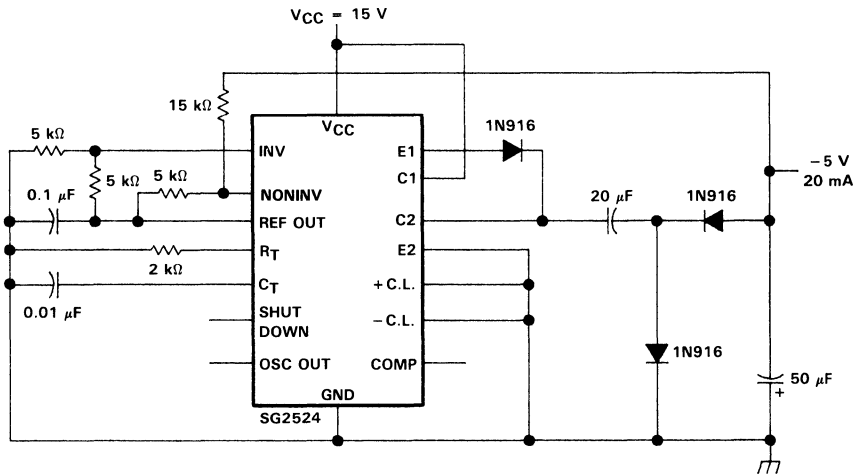 VCC = 15 V
15 kΩ
VCC
5 kΩ
INV
5 kΩ
5 kΩ
NONINV
0.1 μF
REF OUT
RT
2 kΩ
CT
0.01 μF
SHUT
DOWN
OSC OUT
GND
SG2524
E1
C1
C2
E2
+ C.L.
− C.L.
COMP
1N916
20 μF
1N916
−5 V
20 mA
1N916
50 μF
+